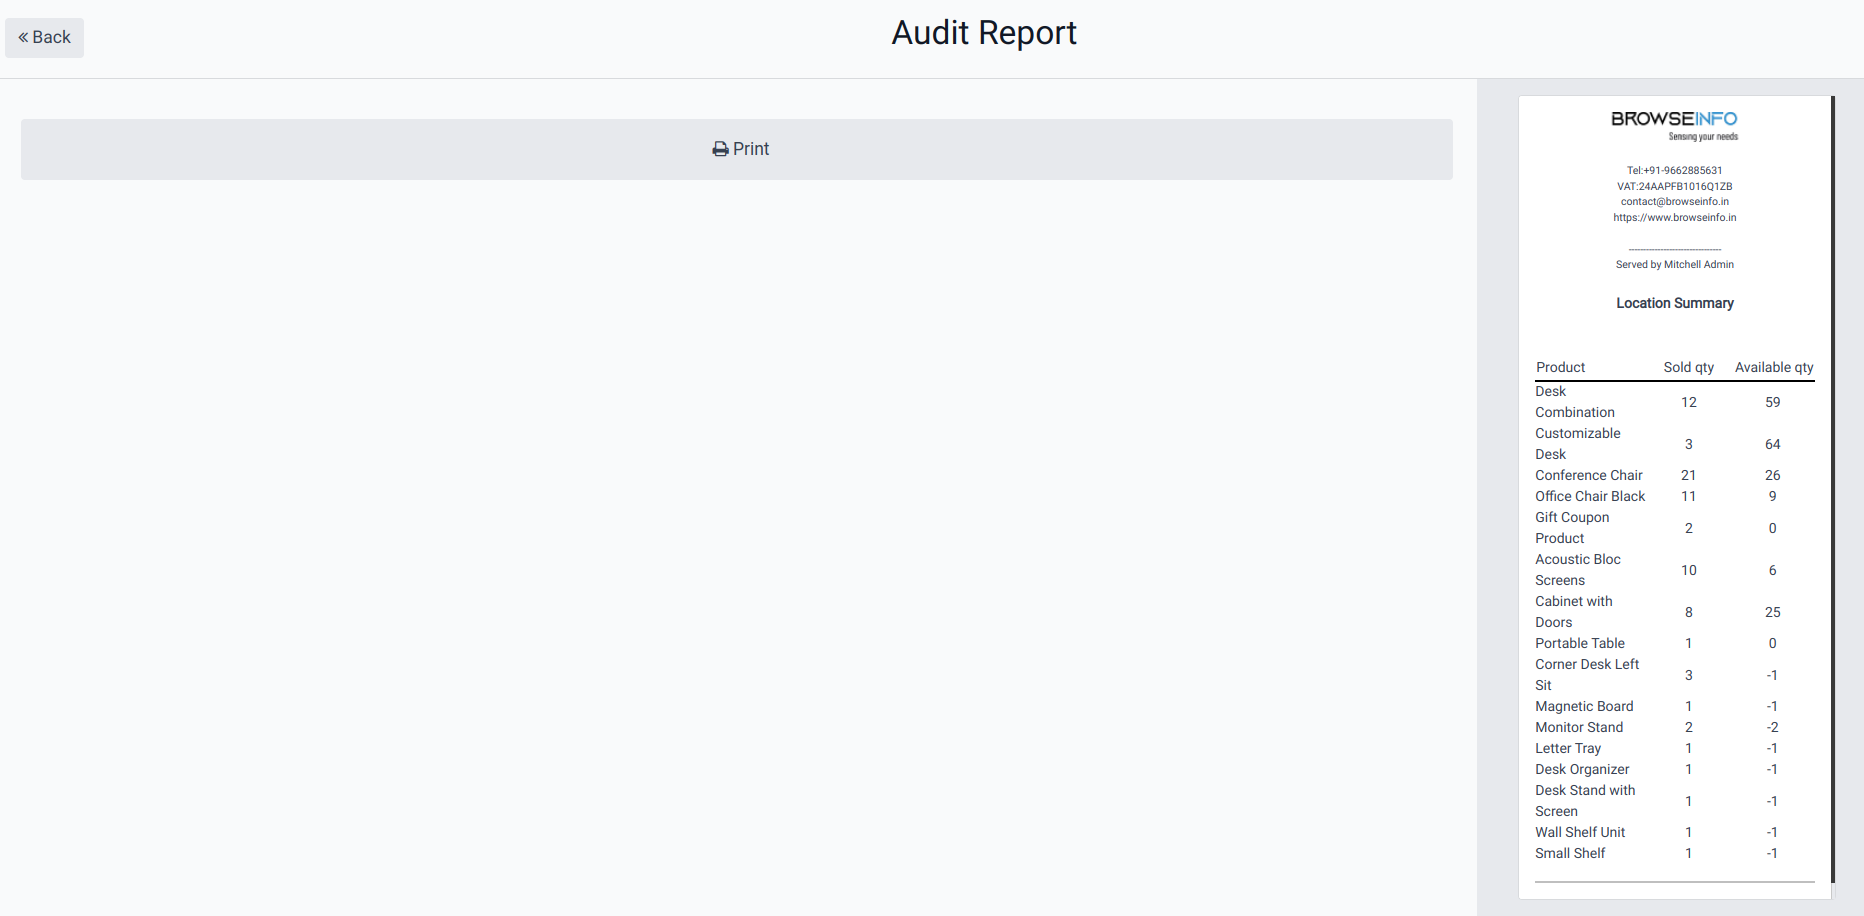 Back
Audit Report
Print
BROWSEINFO
Sensing your needs
Tel:+91-9662885631
VAT:24AAPFB1016Q1ZB
contact@browseinfo.in
https://www.browseinfo.in
--------------------------------
Served by Mitchell Admin
Location Summary
Product Sold qty Available qty
Desk
Combination 12 59
Customizable
Desk 3 64
Conference Chair 21 26
Office Chair Black 11 9
Gift Coupon
Product 2 0
Acoustic Bloc
Screens 10 6
Cabinet with
Doors 8 25
Portable Table 1 0
Corner Desk Left
Sit 3 -1
Magnetic Board 1 -1
Monitor Stand 2 -2
Letter Tray 1 -1
Desk Organizer 1 -1
Desk Stand with
Screen 1 -1
Wall Shelf Unit 1 -1
Small Shelf 1 -1